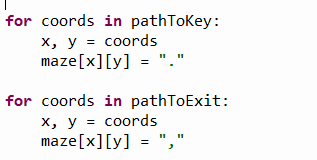 for coords in pathToKey:
    x, y = coords
    maze[x][y] = "."
for coords in pathToExit:
    x, y = coords
    maze[x][y] = ","